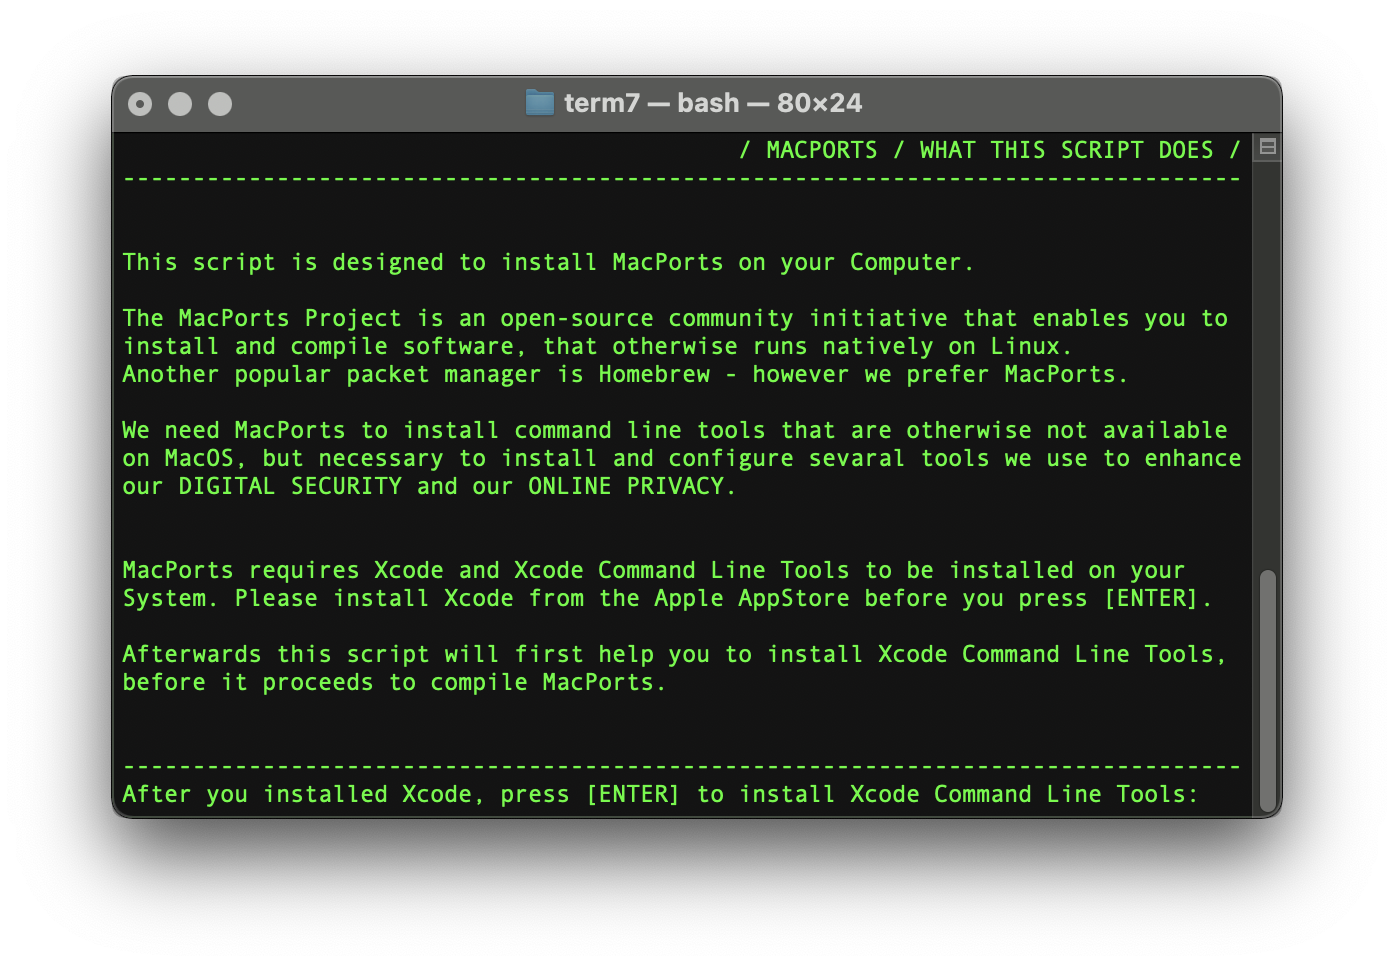 term7 — bash — 80×24
/ MACPORTS / WHAT THIS SCRIPT DOES /
--------------------------------------------------------------------------------
This script is designed to install MacPorts on your Computer.
The MacPorts Project is an open-source community initiative that enables you to
install and compile software, that otherwise runs natively on Linux.
Another popular packet manager is Homebrew - however we prefer MacPorts.
We need MacPorts to install command line tools that are otherwise not available
on MacOS, but necessary to install and configure sevaral tools we use to enhance
our DIGITAL SECURITY and our ONLINE PRIVACY.
MacPorts requires Xcode and Xcode Command Line Tools to be installed on your
System. Please install Xcode from the Apple AppStore before you press [ENTER].
Afterwards this script will first help you to install Xcode Command Line Tools,
before it proceeds to compile MacPorts.
--------------------------------------------------------------------------------
After you installed Xcode, press [ENTER] to install Xcode Command Line Tools: